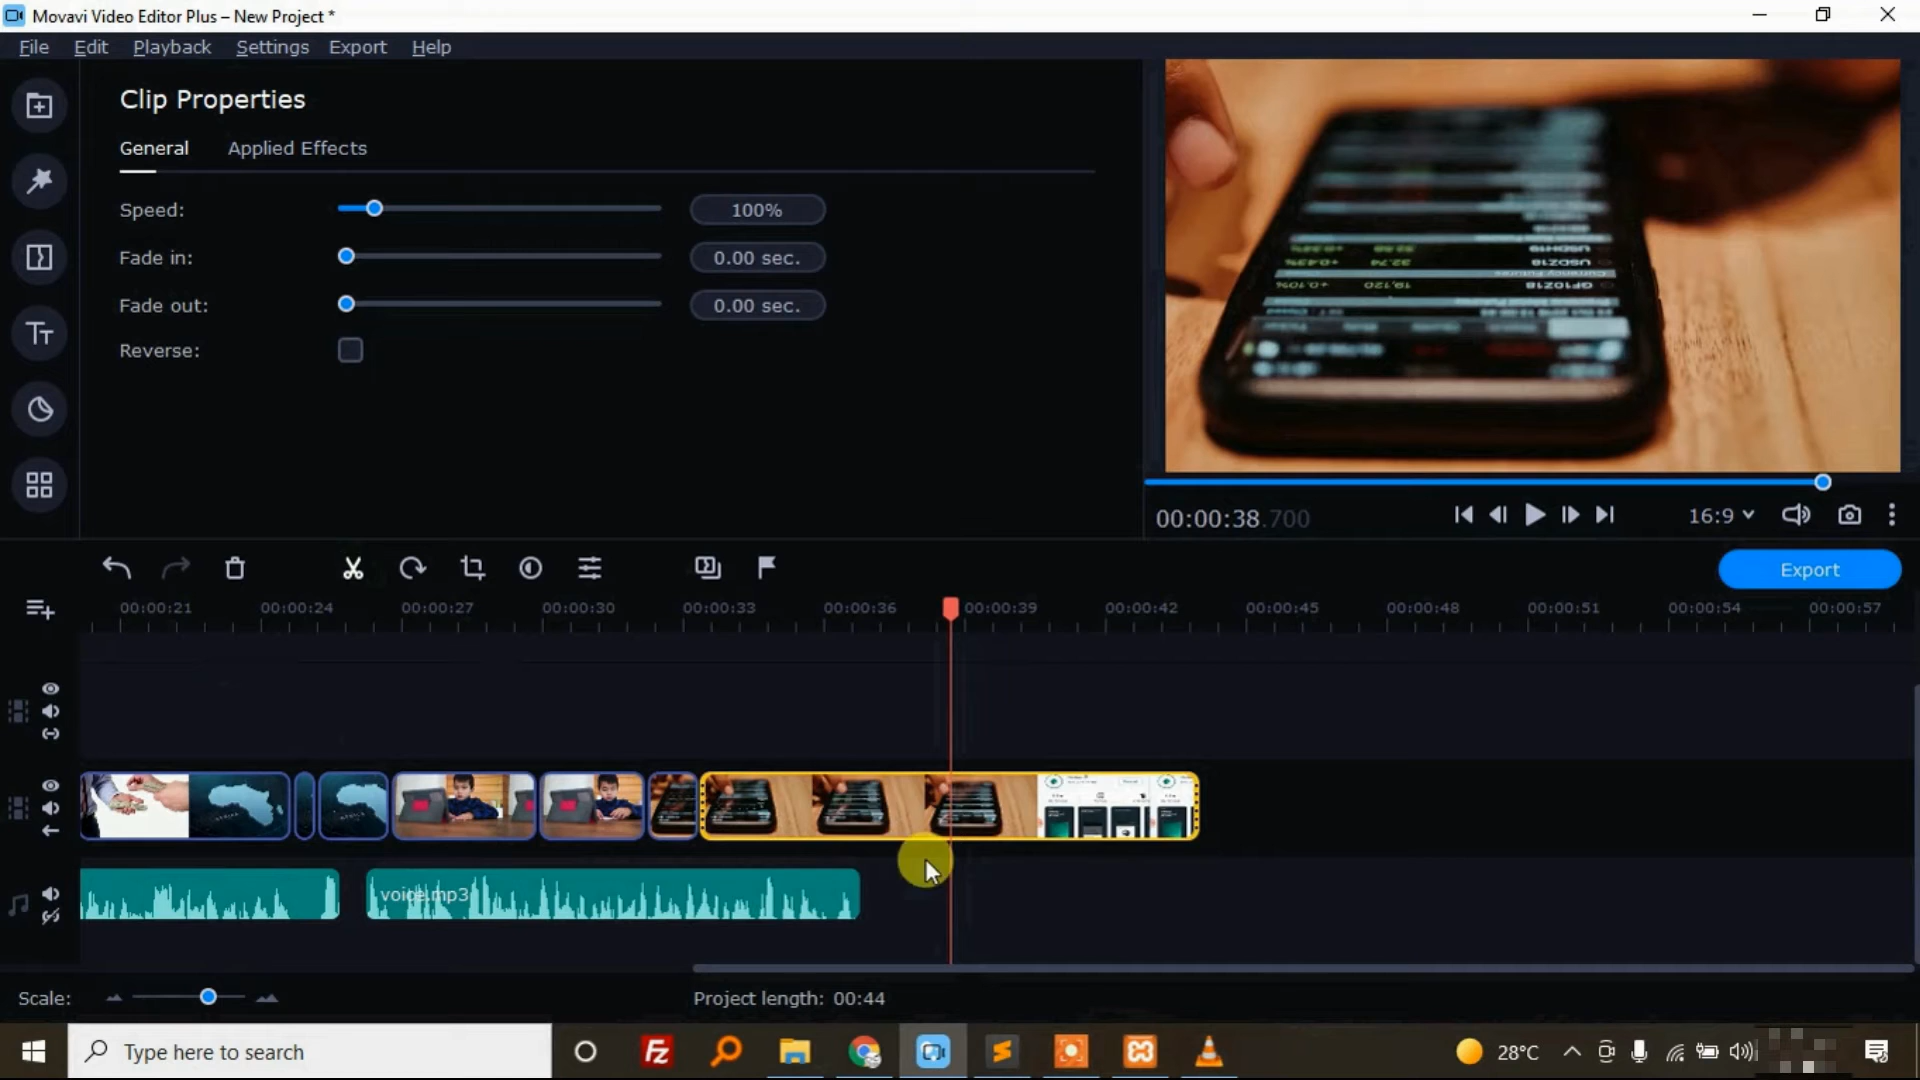 Movavi Video Editor Plus – New Project *
File Edit Playback Settings Export Help
Clip Properties
General Applied Effects
Speed: 100%
Fade in: 0.00 sec.
Fade out: 0.00 sec.
Reverse:
USDZ18
GF10Z18
00:00:38.700
16:9
Export
00:00:21 00:00:24 00:00:27 00:00:30 00:00:33 00:00:36 00:00:39 00:00:42 00:00:45 00:00:48 00:00:51 00:00:54 00:00:57
voice.mp3
Scale: Project length: 00:44
Type here to search
Fz
28°C